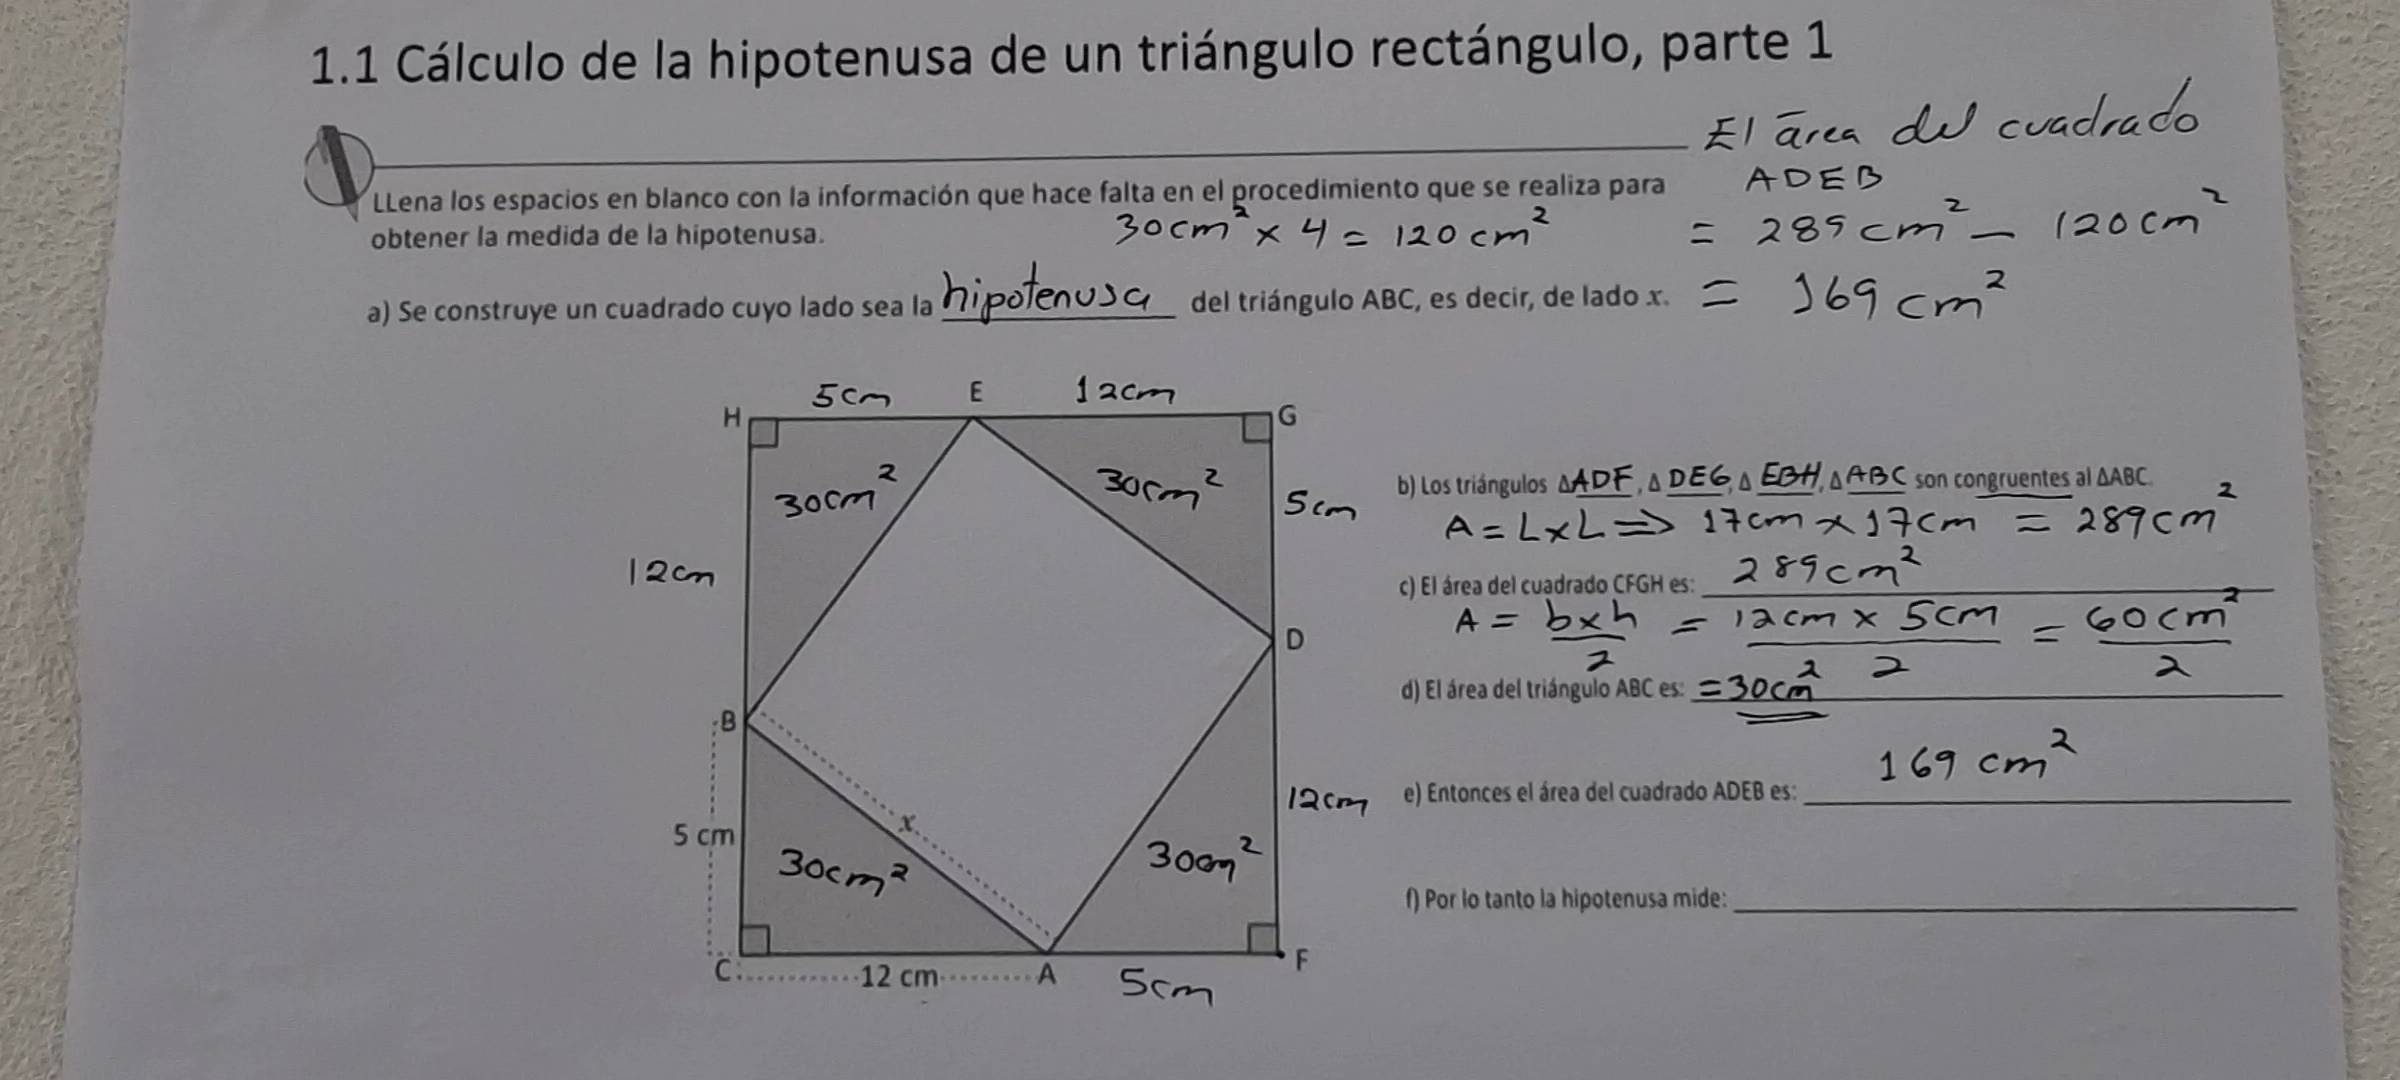 1.1 Cálculo de la hipotenusa de un triángulo rectángulo, parte 1
El área del cuadrado
ADEB
= 289 cm² - 120 cm²
= 169 cm²
LLena los espacios en blanco con la información que hace falta en el procedimiento que se realiza para
obtener la medida de la hipotenusa.
30cm² x 4 = 120 cm²
a) Se construye un cuadrado cuyo lado sea la hipotenusa del triángulo ABC, es decir, de lado x.
5cm E 12cm
H G
30cm² 30cm² 5cm
12cm
D
B
5 cm x 12cm
30cm² 30cm²
C 12 cm A 5cm F
b) Los triángulos ΔADF, Δ DEG, Δ EBH, Δ ABC son congruentes al ΔABC.
A = L x L => 17cm x 17cm = 289cm²
c) El área del cuadrado CFGH es: 289cm²
A = bxh/2 = 12cm x 5cm/2 = 60cm²/2
d) El área del triángulo ABC es: =30cm²
e) Entonces el área del cuadrado ADEB es: 169 cm²
f) Por lo tanto la hipotenusa mide: